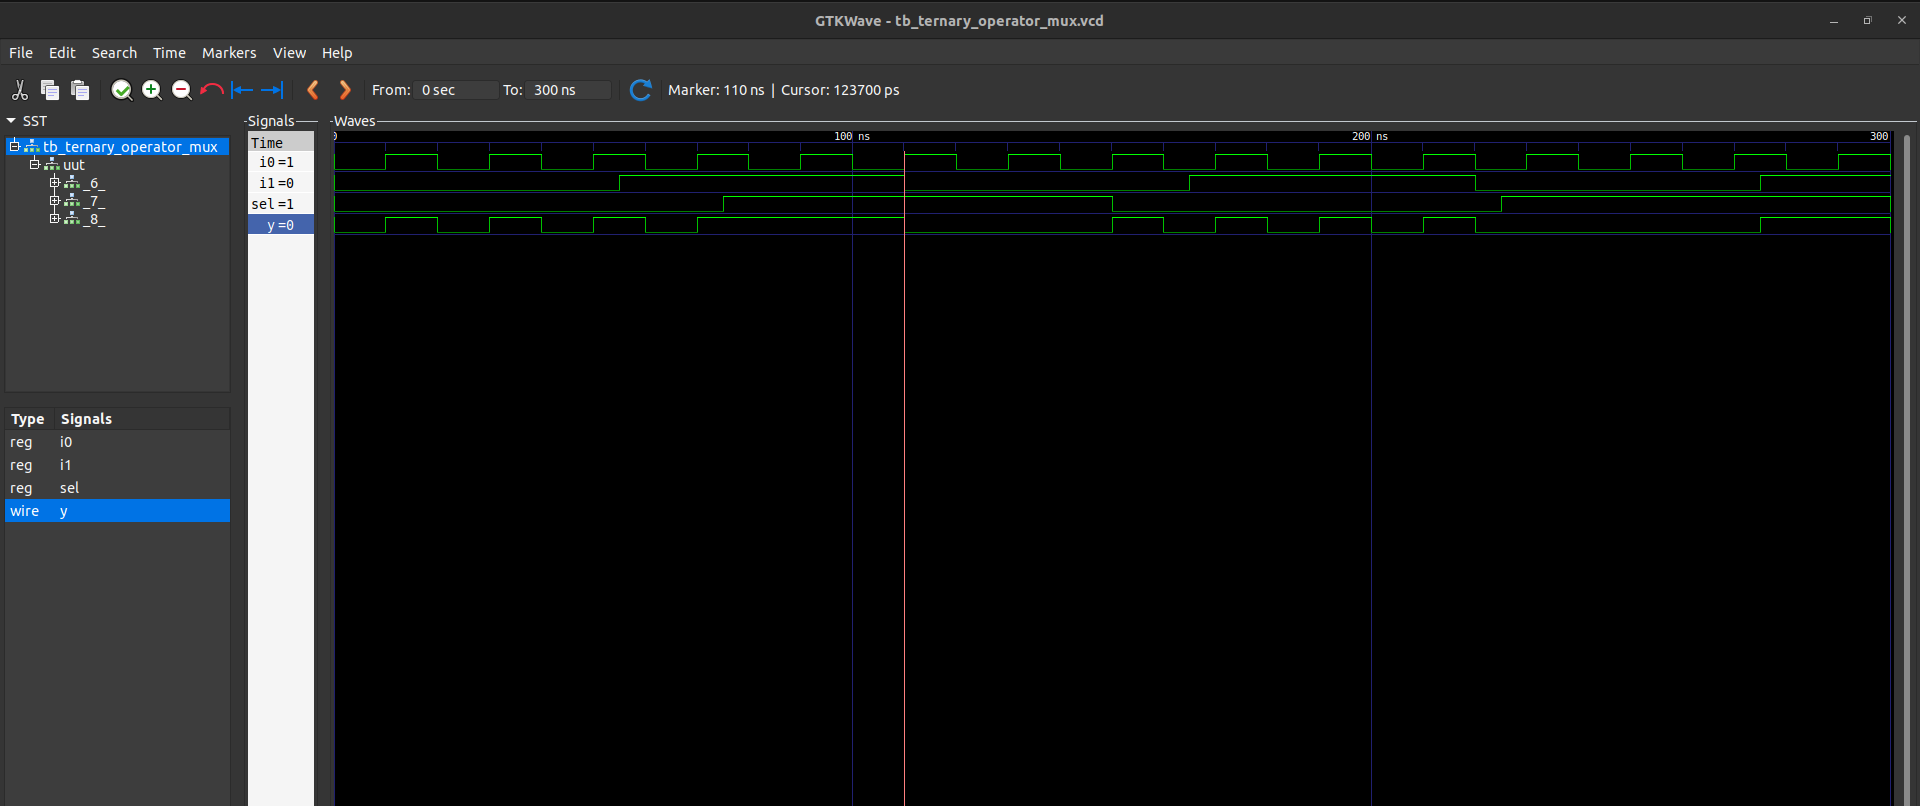 GTKWave - tb_ternary_operator_mux.vcd
File Edit Search Time Markers View Help
From: 0 sec To: 300 ns Marker: 110 ns | Cursor: 123700 ps
SST
tb_ternary_operator_mux
uut
_6_
_7_
_8_
Type Signals
reg i0
reg i1
reg sel
wire y
Signals
Time
i0=1
i1=0
sel=1
y=0
Waves
0 100 ns 200 ns 300